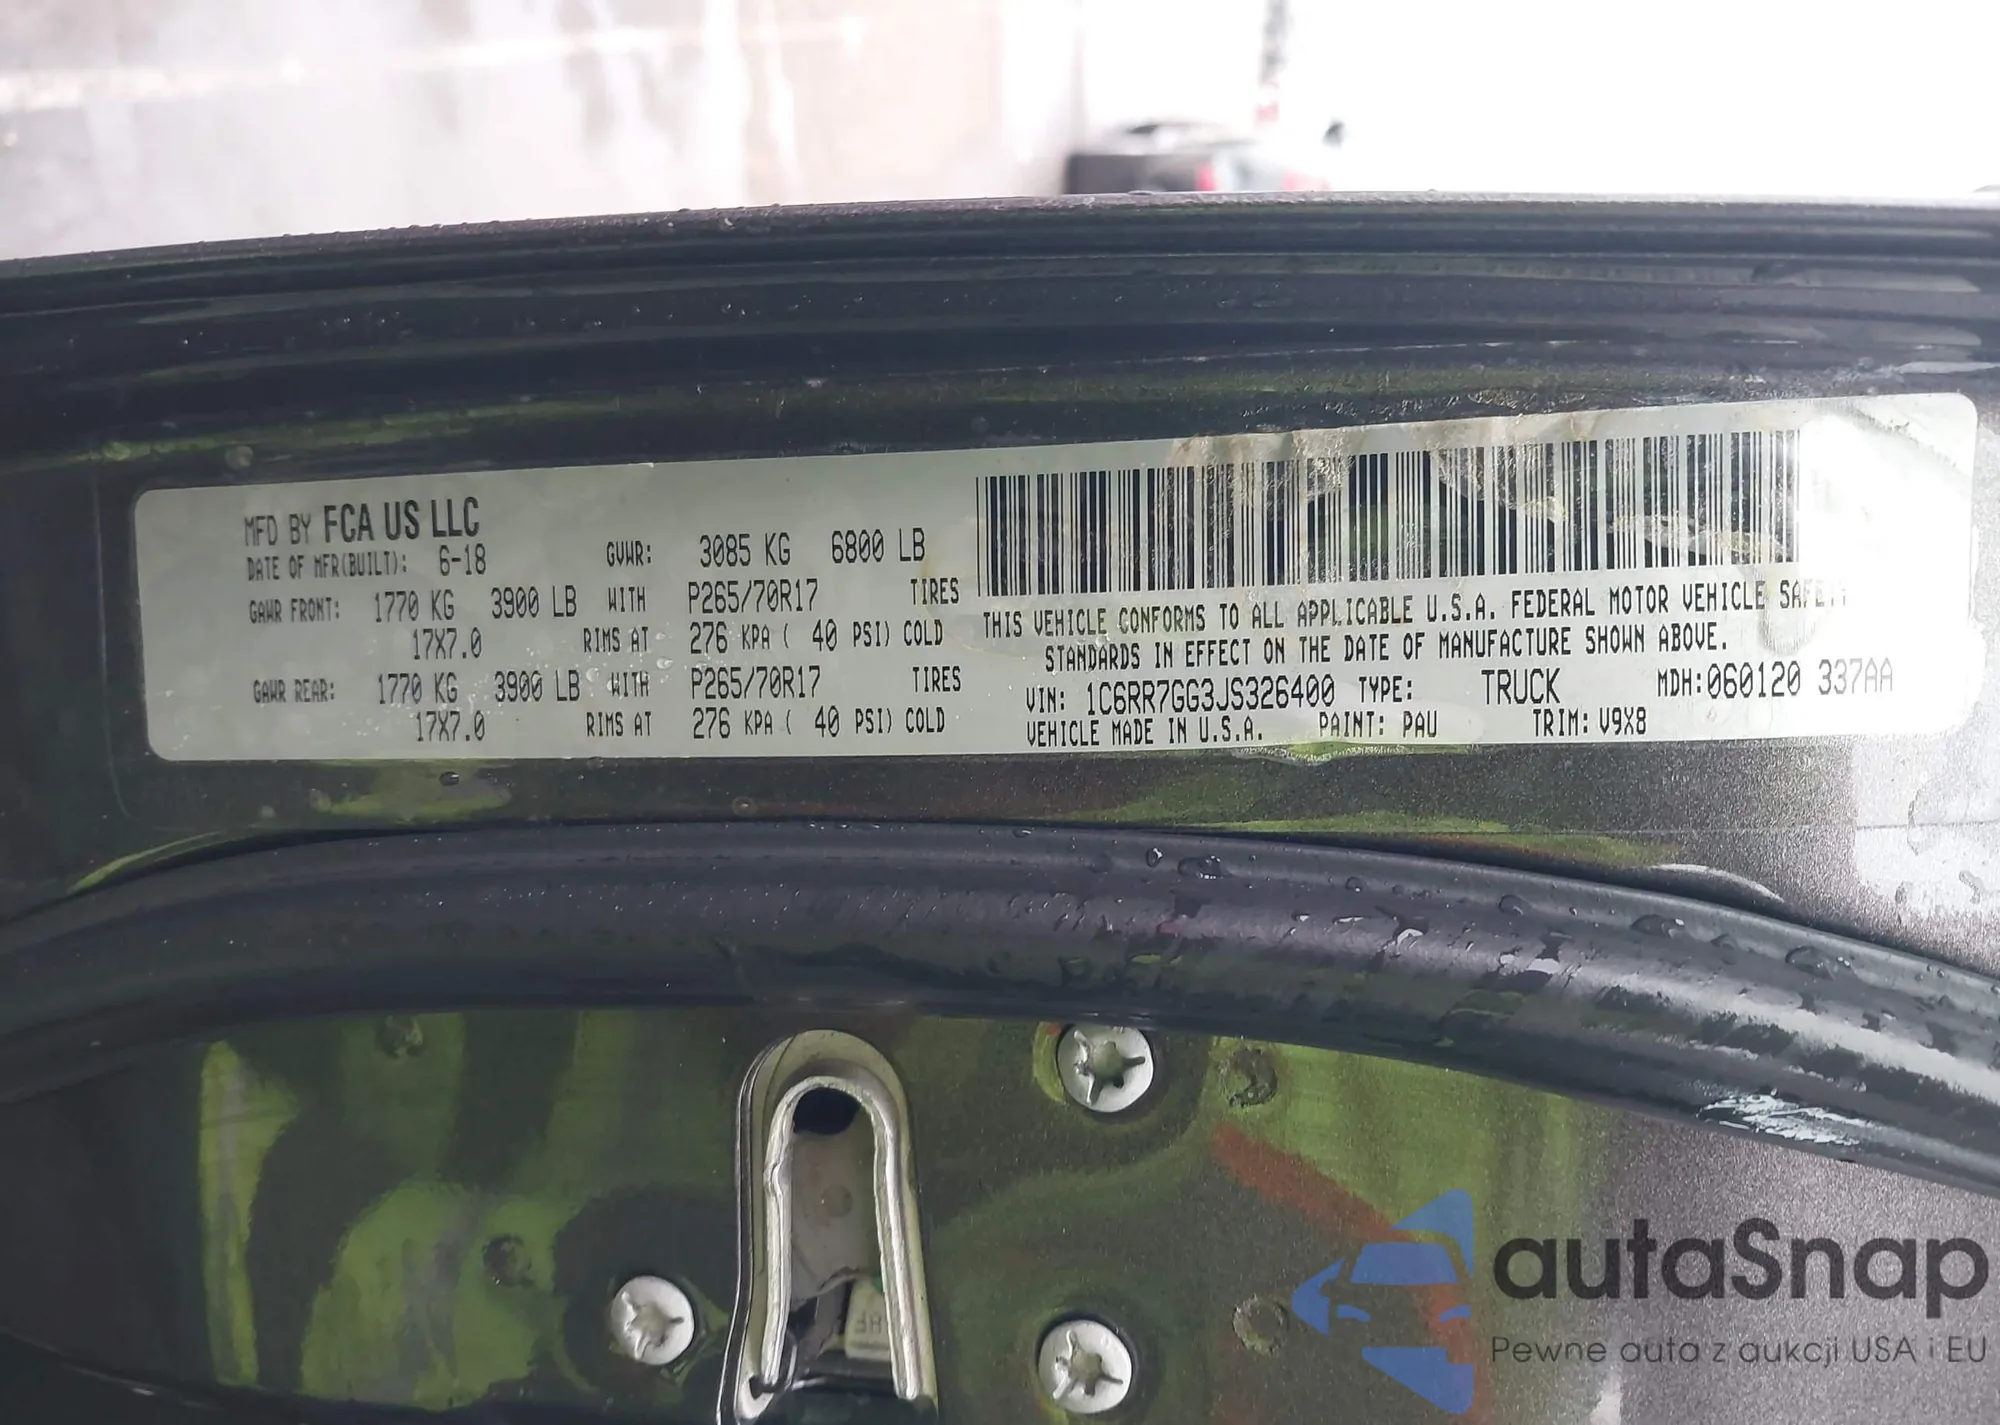 MFD BY FCA US LLC
DATE OF MFR(BUILT): 6-18 GVWR: 3085 KG 6800 LB
GAWR FRONT: 1770 KG 3900 LB WITH P265/70R17 TIRES
17X7.0 RIMS AT 276 KPA ( 40 PSI) COLD
GAWR REAR: 1770 KG 3900 LB WITH P265/70R17 TIRES
17X7.0 RIMS AT 276 KPA ( 40 PSI) COLD
THIS VEHICLE CONFORMS TO ALL APPLICABLE U.S.A. FEDERAL MOTOR VEHICLE SAFETY
STANDARDS IN EFFECT ON THE DATE OF MANUFACTURE SHOWN ABOVE.
VIN: 1C6RR7GG3JS326400 TYPE: TRUCK MDH:060120 337AA
VEHICLE MADE IN U.S.A. PAINT: PAU TRIM: V9X8
autaSnap
Pewne auta z aukcji USA i EU